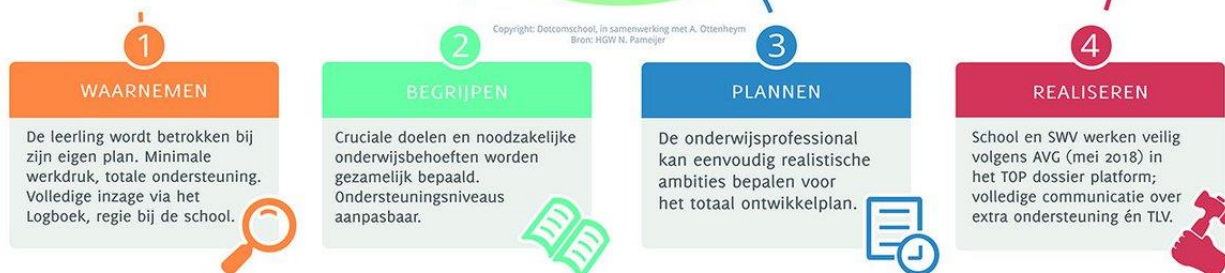 Copyright: Dotcomschool, in samenwerking met A. Ottenheym
Bron: HGW N. Pameijer
1
WAARNEMEN
De leerling wordt betrokken bij
zijn eigen plan. Minimale
werkdruk, totale ondersteuning.
Volledige inzage via het
Logboek, regie bij de school.
2
BEGRIJPEN
Cruciale doelen en noodzakelijke
onderwijsbehoeften worden
gezamelijk bepaald.
Ondersteuningsniveaus
aanpasbaar.
3
PLANNEN
De onderwijsprofessional
kan eenvoudig realistische
ambities bepalen voor
het totaal ontwikkelplan.
4
REALISEREN
School en SWV werken veilig
volgens AVG (mei 2018) in
het TOP dossier platform;
volledige communicatie over
extra ondersteuning én TLV.